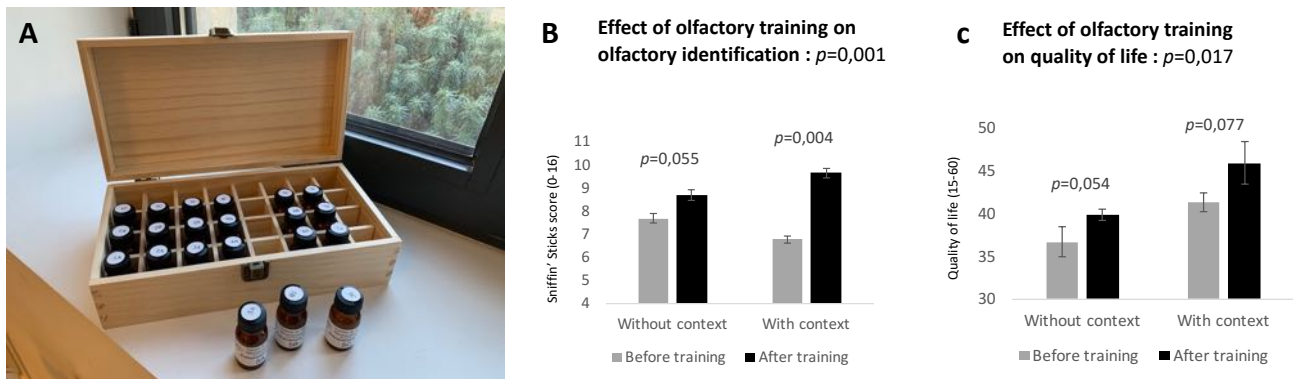 A
B
Effect of olfactory training on
olfactory identification : p=0,001
Sniffin' Sticks score (0-16)
11
10
9
8
7
6
5
4
p=0,055
p=0,004
Without context
With context
Before training
After training
c
Effect of olfactory training
on quality of life : p=0,017
Quality of life (15-60)
50
45
40
35
30
p=0,054
p=0,077
Without context
With context
Before training
After training